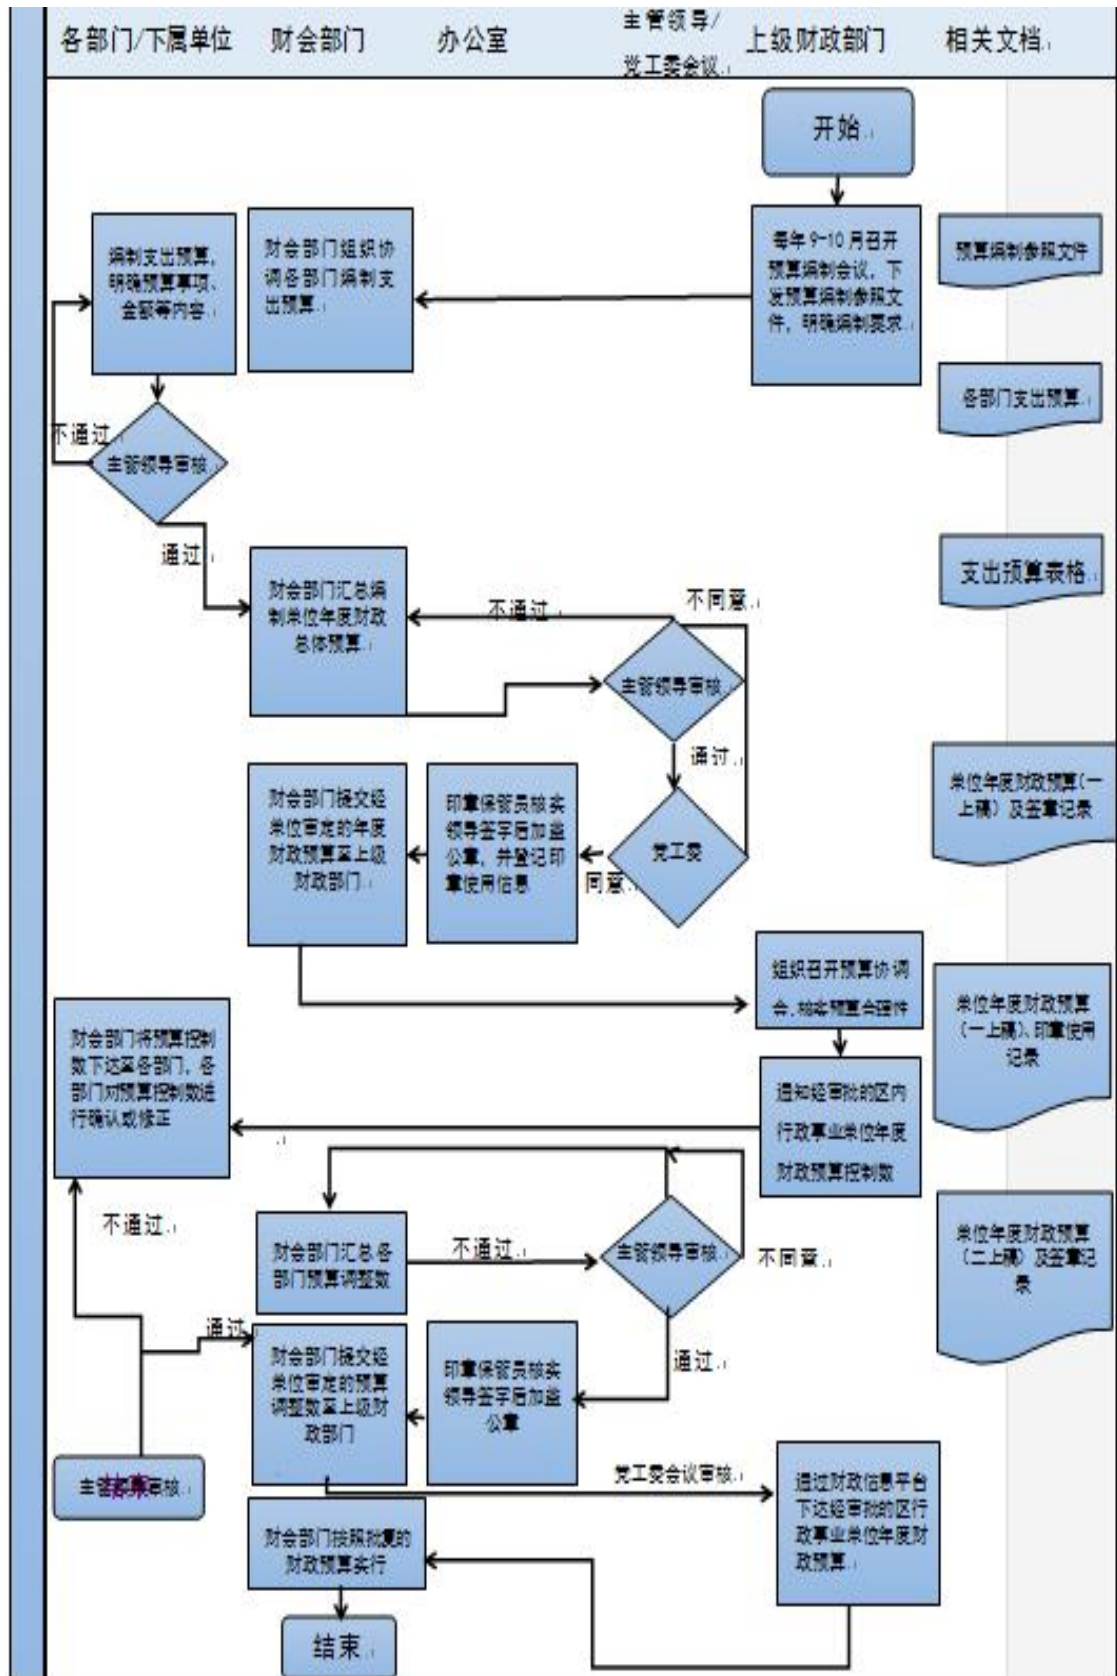 各部门/下属单位
财会部门
办公室
主管领导/
党工委会议
上级财政部门
相关文档
开始
编制支出预算,
明确预算事项、
金额等内容
财会部门组织协
调各部门编制支
出预算
每年9-10月召开
预算编制会议,下
发预算编制参照文
件,明确编制要求
预算编制参照文件
各部门支出预算
不通过
主管领导审核
通过
财会部门汇总编
制单位年度财政
总体预算
不通过
不同意
支出预算表格
主管领导审核
通过
财会部门提交经
单位审定的年度
财政预算至上级
财政部门
印章保管员核实
领导签字后加盖
公章,并登记印
章使用信息
同意
党工委
单位年度财政预算(一
上稿)及签章记录
组织召开预算协调
会、核实预算合理性
单位年度财政预算
(一上稿)、印章使用
记录
财会部门将预算控制
数下达至各部门,各
部门对预算控制数进
行确认或修正
通知经审批的区内
行政事业单位年度
财政预算控制数
不通过
财会部门汇总各
部门预算调整数
不通过
主管领导审核
不同意
单位年度财政预算
(二上稿)及签章记
录
通过
财会部门提交经
单位审定的预算
调整数至上级财
政部门
印章保管员核实
领导签字后加盖
公章
通过
主管领导审核
党工委会议审核
通过财政信息平台
下达经审批的区行
政事业单位年度财
政预算
财会部门按照批复的
财政预算实行
结束